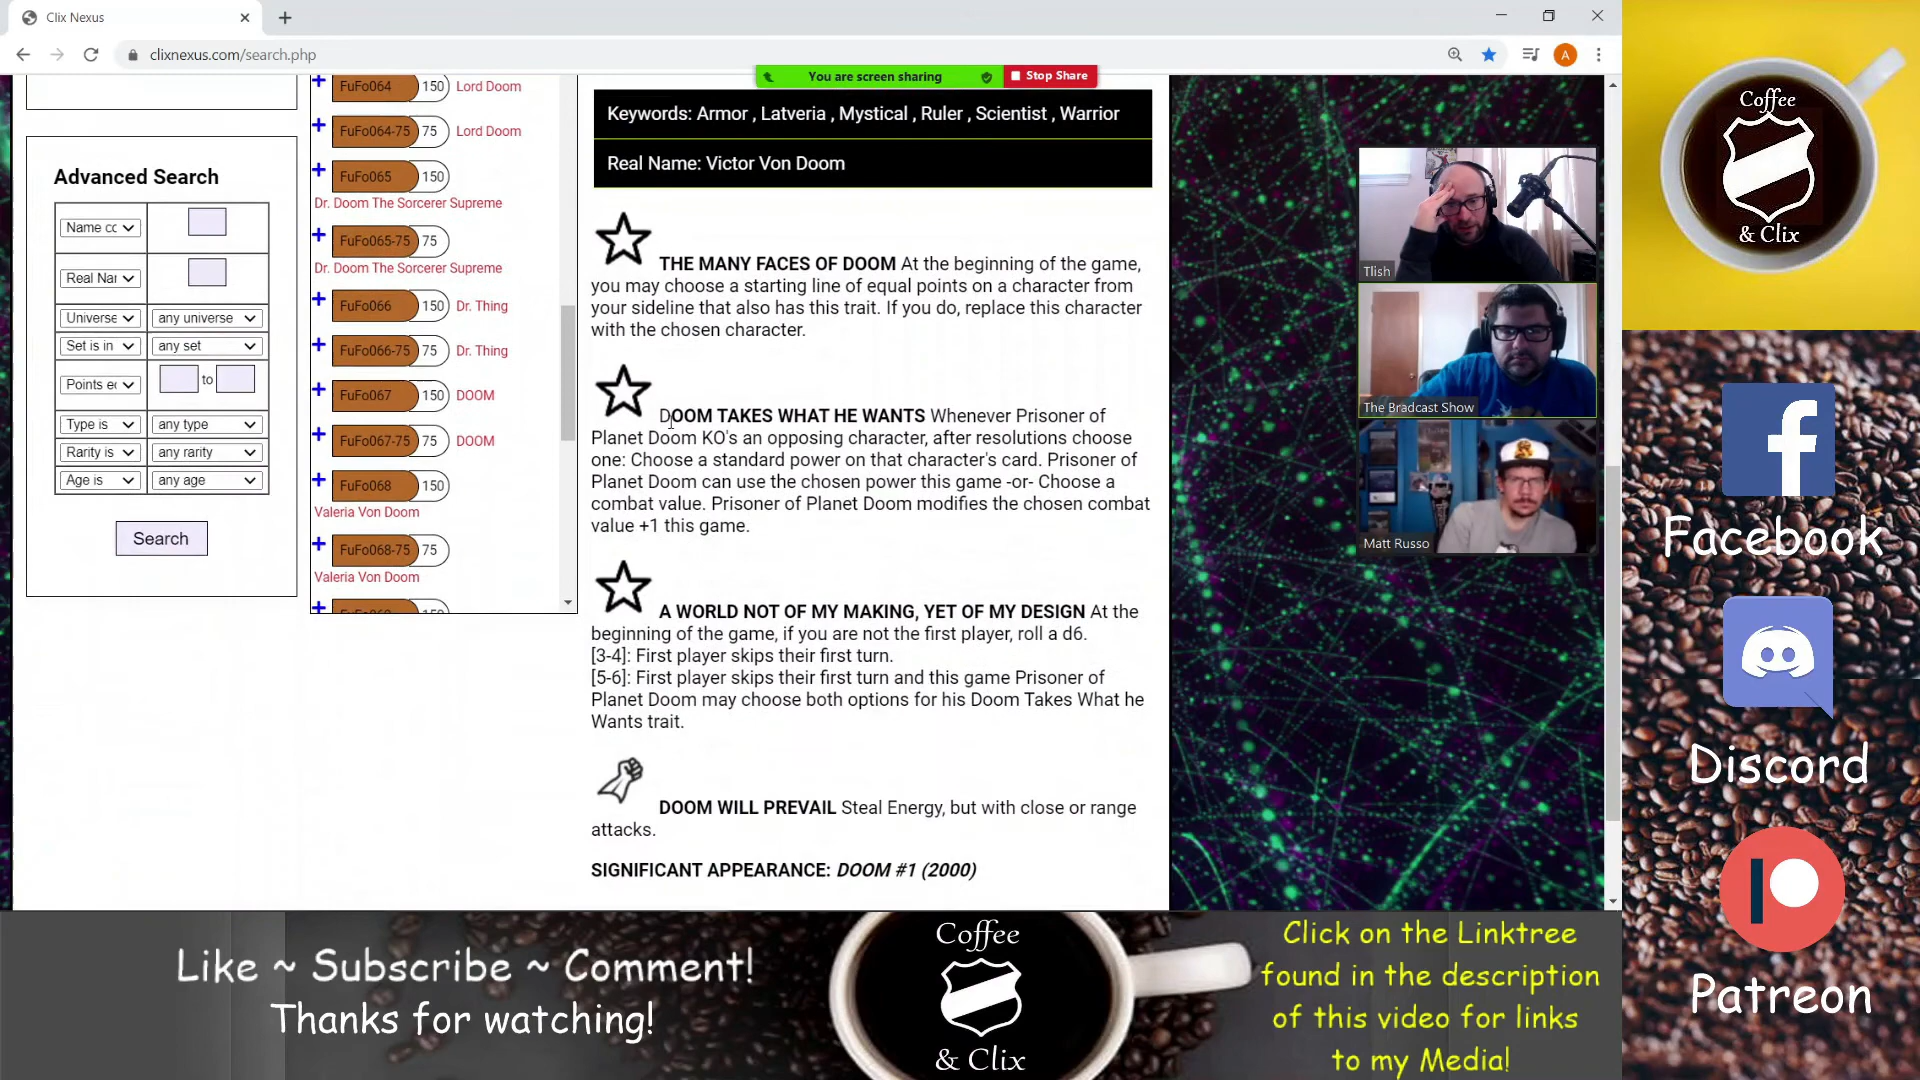 Clix Nexus
clixnexus.com/search.php
A
You are screen sharing
Stop Share
Advanced Search
Name cc
Real Nar
Universe
any universe
Set is in
any set
Points ec
to
Type is
any type
Rarity is
any rarity
Age is
any age
Search
FuFo064 150 Lord Doom
FuFo064-75 75 Lord Doom
FuFo065 150
Dr. Doom The Sorcerer Supreme
FuFo065-75 75
Dr. Doom The Sorcerer Supreme
FuFo066 150 Dr. Thing
FuFo066-75 75 Dr. Thing
FuFo067 150 DOOM
FuFo067-75 75 DOOM
FuFo068 150
Valeria Von Doom
FuFo068-75 75
Valeria Von Doom
Keywords: Armor , Latveria , Mystical , Ruler , Scientist , Warrior
Real Name: Victor Von Doom
THE MANY FACES OF DOOM At the beginning of the game,
you may choose a starting line of equal points on a character from
your sideline that also has this trait. If you do, replace this character
with the chosen character.
DOOM TAKES WHAT HE WANTS Whenever Prisoner of
Planet Doom KO's an opposing character, after resolutions choose
one: Choose a standard power on that character's card. Prisoner of
Planet Doom can use the chosen power this game -or- Choose a
combat value. Prisoner of Planet Doom modifies the chosen combat
value +1 this game.
A WORLD NOT OF MY MAKING, YET OF MY DESIGN At the
beginning of the game, if you are not the first player, roll a d6.
[3-4]: First player skips their first turn.
[5-6]: First player skips their first turn and this game Prisoner of
Planet Doom may choose both options for his Doom Takes What he
Wants trait.
DOOM WILL PREVAIL Steal Energy, but with close or range
attacks.
SIGNIFICANT APPEARANCE: DOOM #1 (2000)
Tlish
The Bradcast Show
Matt Russo
Coffee
& Clix
Facebook
Discord
Patreon
Like ~ Subscribe ~ Comment!
Thanks for watching!
Coffee
& Clix
Click on the Linktree
found in the description
of this video for links
to my Media!